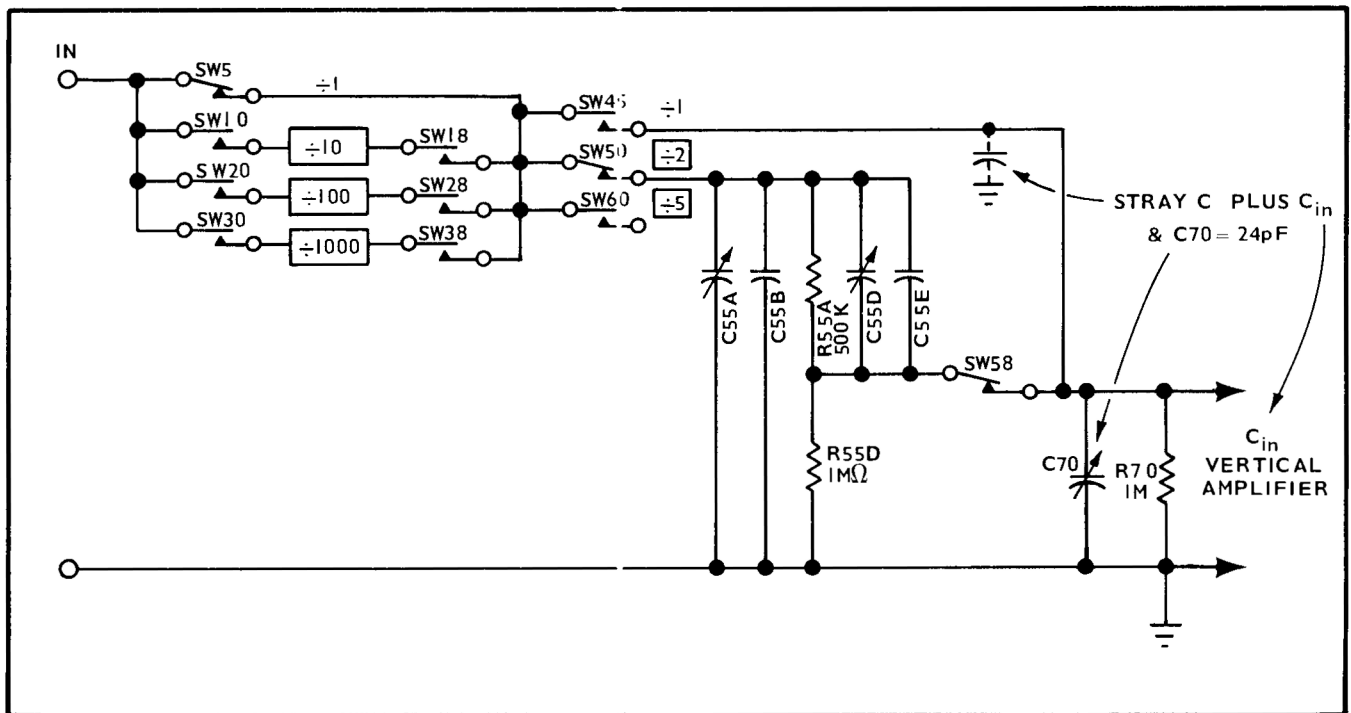 IN
SW5
÷1
SW10
÷10
SW18
SW20
÷100
SW28
SW30
÷1000
SW38
SW45
÷1
SW50
÷2
SW60
÷5
STRAY C PLUS Cin
& C70 = 24pF
C55A
C55B
R55A
500K
C55D
C55E
SW58
R55D
1MΩ
C70
R70
1M
Cin
VERTICAL
AMPLIFIER